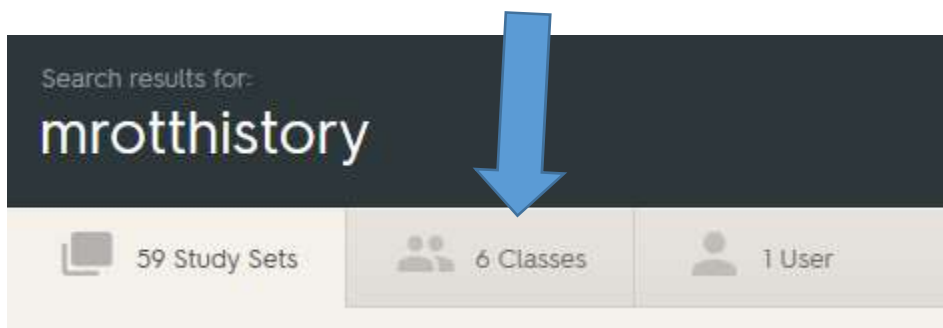 Search results for:
mrotthistory
59 Study Sets
6 Classes
1 User